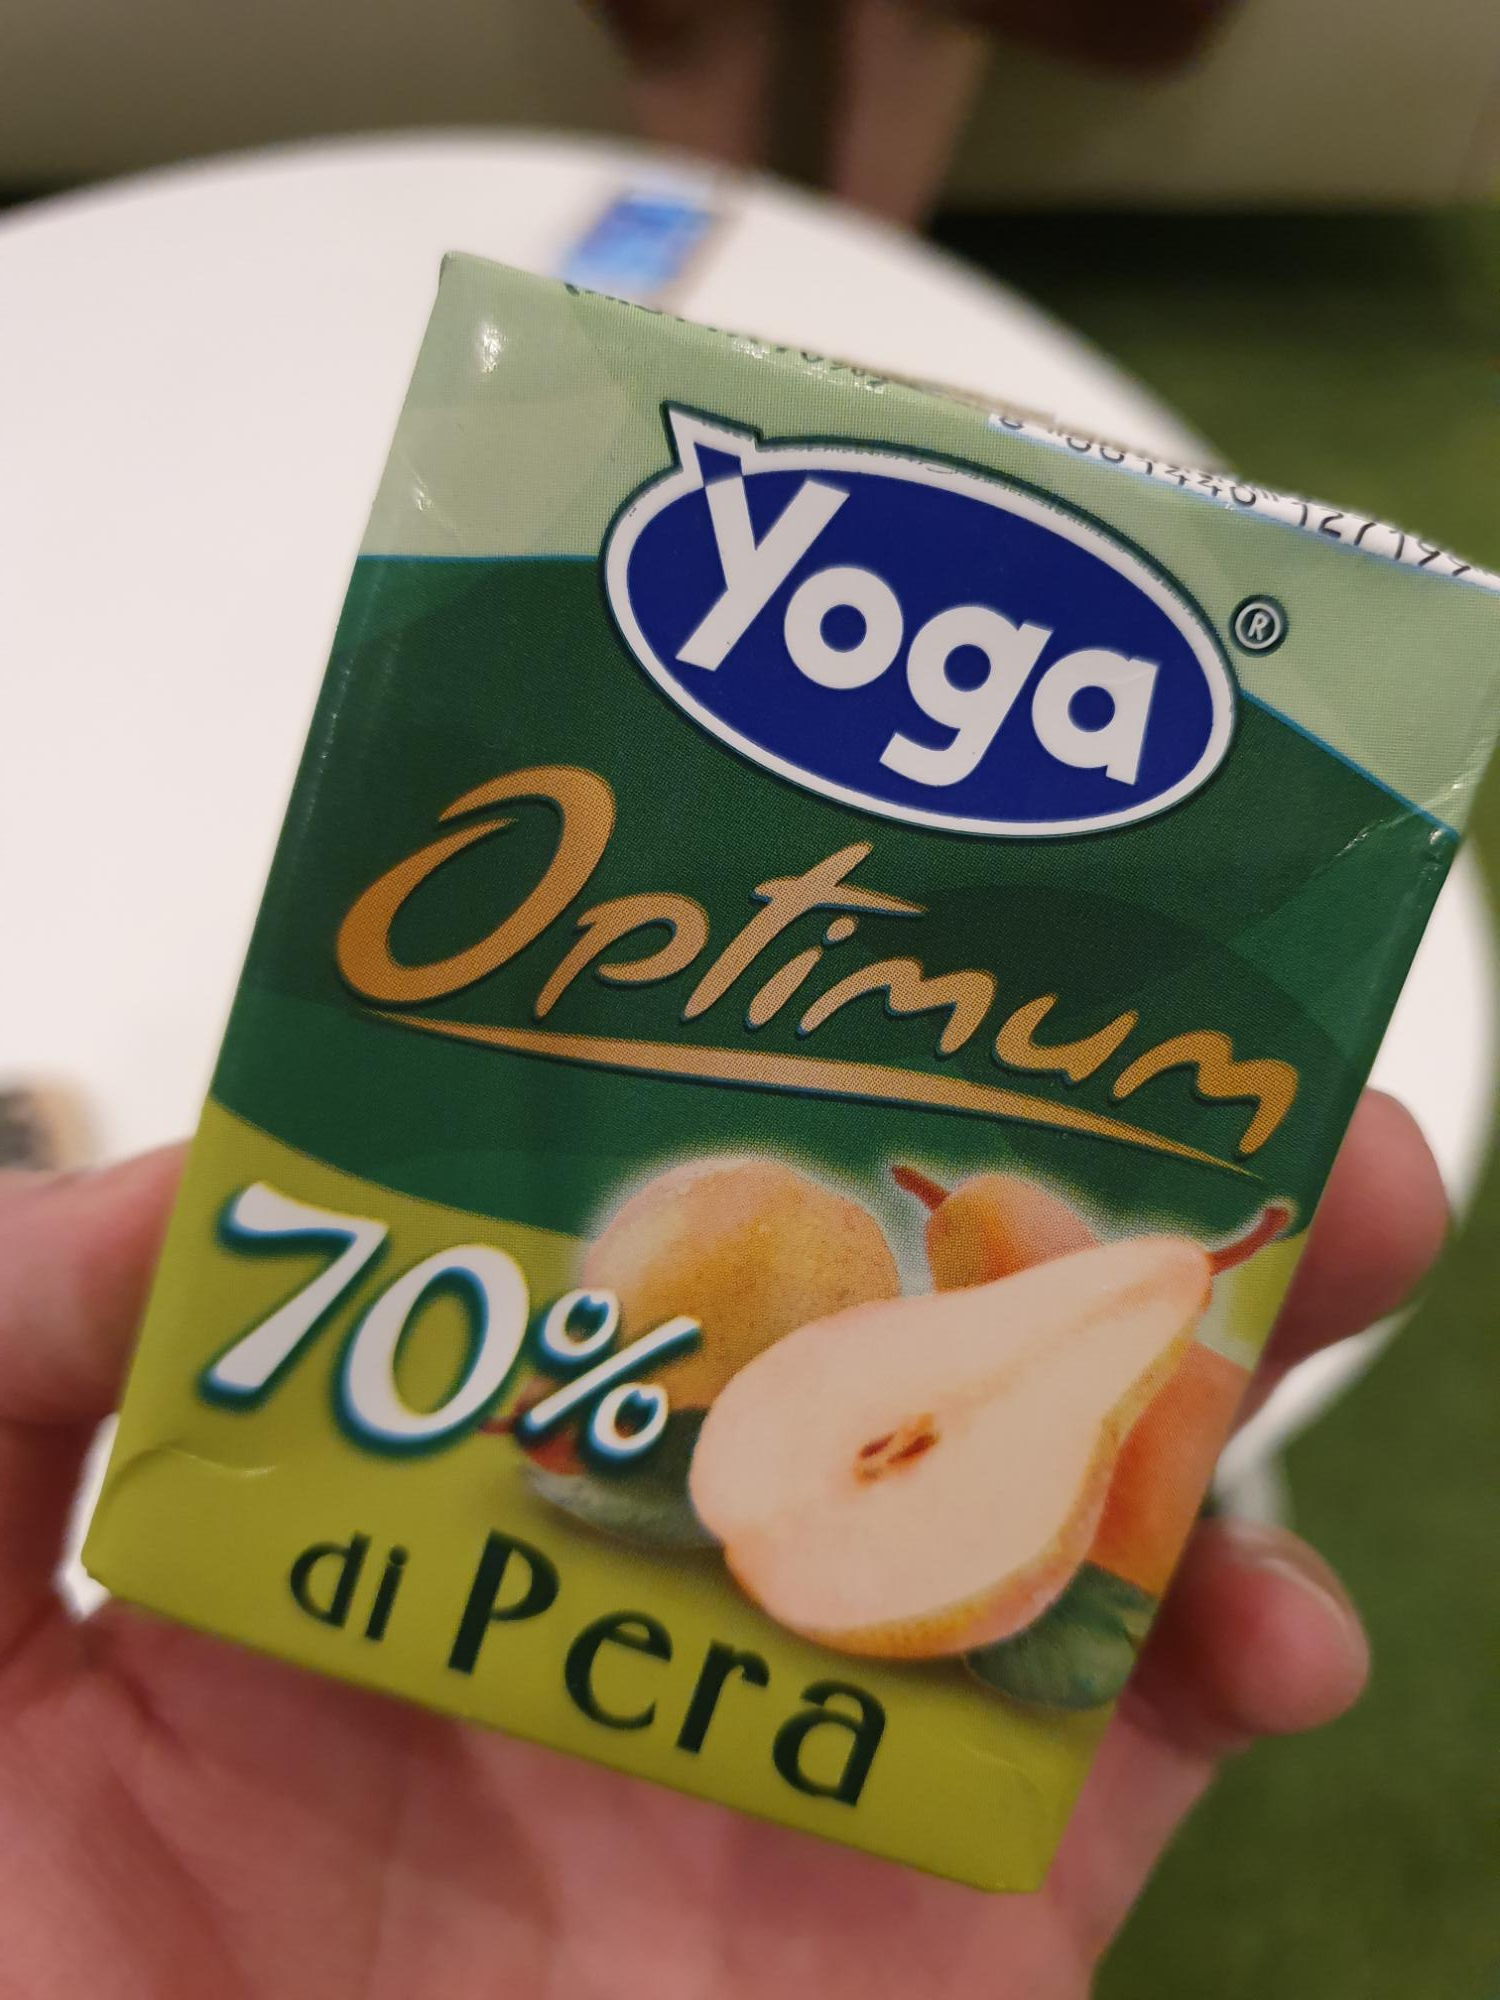 Yoga
®
Optimum
70%
di Pera